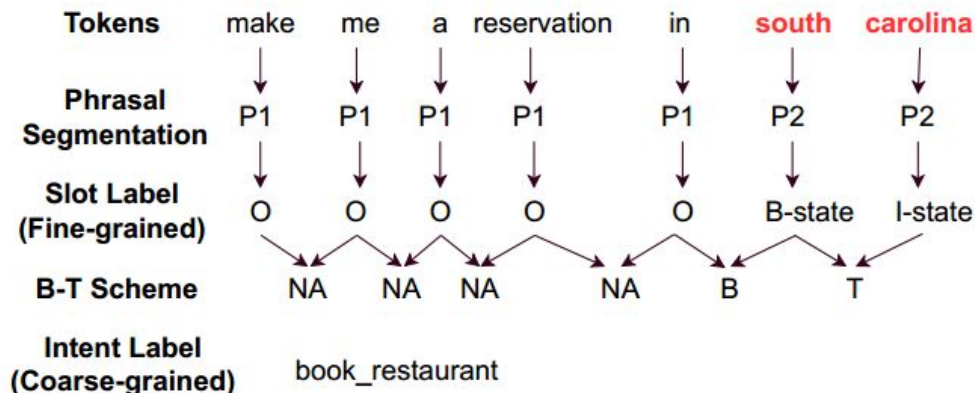 Tokens make me a reservation in south carolina
Phrasal
Segmentation
P1 P1 P1 P1 P1 P2 P2
Slot Label
(Fine-grained)
O O O O O B-state I-state
B-T Scheme NA NA NA NA B T
Intent Label
(Coarse-grained)
book_restaurant